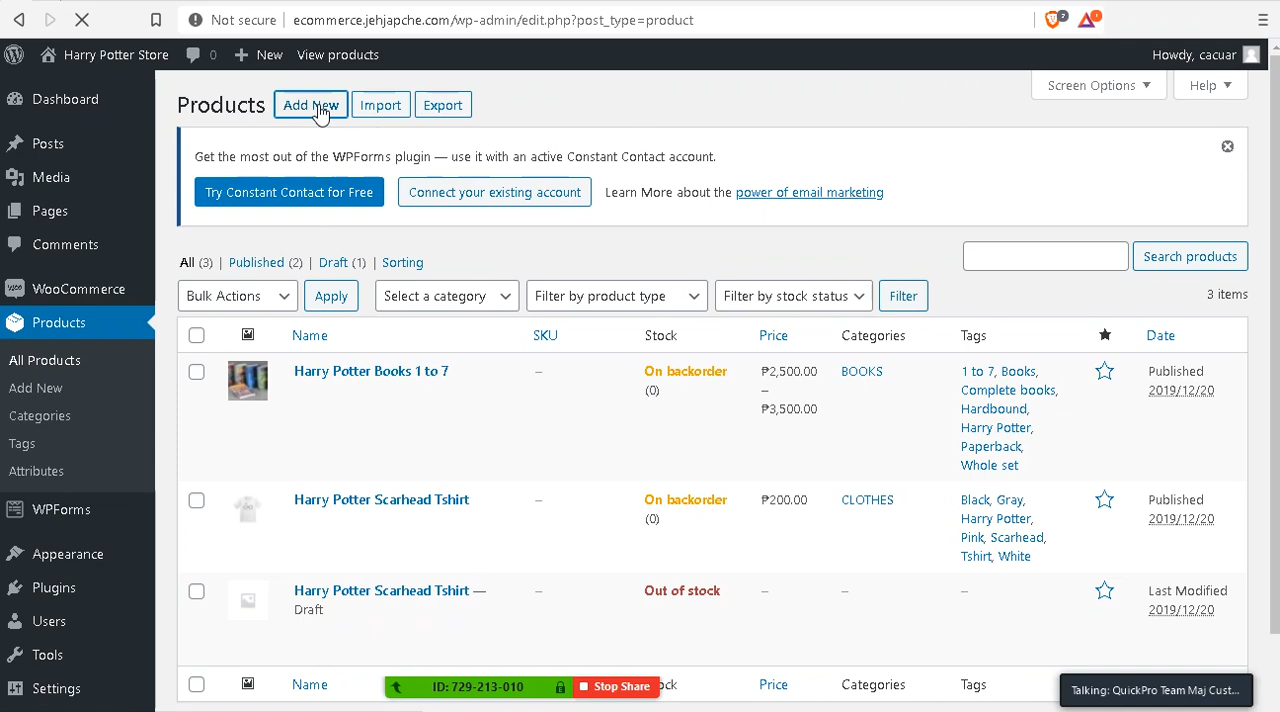 Not secure ecommerce.jehjapche.com/wp-admin/edit.php?post_type=product 2 1
Harry Potter Store 0 New View products Howdy, cacuar
Dashboard
Posts
Media
Pages
Comments
WooCommerce
Products
All Products
Add New
Categories
Tags
Attributes
WPForms
Appearance
Plugins
Users
Tools
Settings
Screen Options Help
Products Add New Import Export
Get the most out of the WPForms plugin — use it with an active Constant Contact account.
Try Constant Contact for Free Connect your existing account Learn More about the power of email marketing
All (3) Published (2) Draft (1) Sorting
Search products
Bulk Actions Apply Select a category Filter by product type Filter by stock status Filter 3 items
Name SKU Stock Price Categories Tags Date
Harry Potter Books 1 to 7 – On backorder ₱2,500.00 BOOKS 1 to 7, Books, Published
(0) – Complete books, 2019/12/20
₱3,500.00 Hardbound,
Harry Potter,
Paperback,
Whole set
Harry Potter Scarhead Tshirt – On backorder ₱200.00 CLOTHES Black, Gray, Published
(0) Harry Potter, 2019/12/20
Pink, Scarhead,
Tshirt, White
Harry Potter Scarhead Tshirt — – Out of stock – – – Last Modified
Draft 2019/12/20
Name ock Price Categories Tags
ID: 729-213-010 Stop Share
Talking: QuickPro Team Maj Cust...